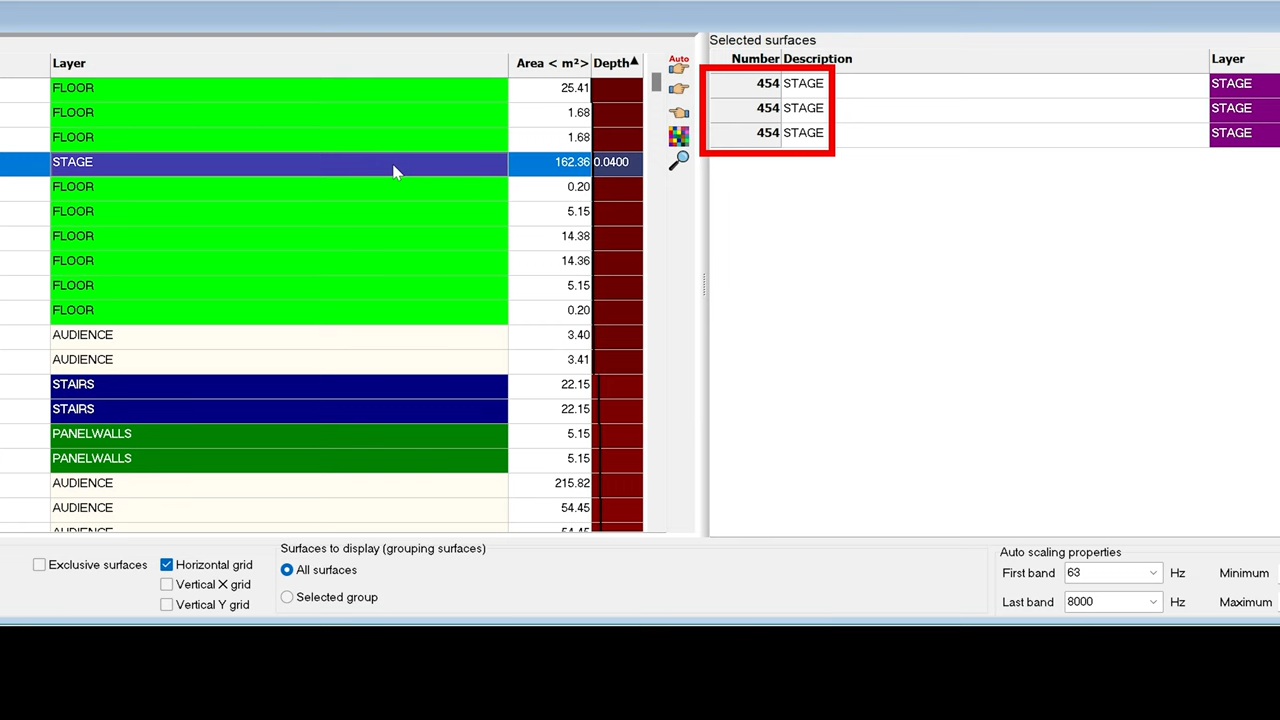 Selected surfaces
Layer Area < m²> Depth▲
Auto
Number Description Layer
FLOOR 25.41
454 STAGE STAGE
FLOOR 1.68
454 STAGE STAGE
FLOOR 1.68
454 STAGE STAGE
STAGE 162.36 0.0400
FLOOR 0.20
FLOOR 5.15
FLOOR 14.38
FLOOR 14.36
FLOOR 5.15
FLOOR 0.20
AUDIENCE 3.40
AUDIENCE 3.41
STAIRS 22.15
STAIRS 22.15
PANELWALLS 5.15
PANELWALLS 5.15
AUDIENCE 215.82
AUDIENCE 54.45
AUDIENCE 54.45
Exclusive surfaces
Horizontal grid
Vertical X grid
Vertical Y grid
Surfaces to display (grouping surfaces)
All surfaces
Selected group
Auto scaling properties
First band 63 Hz Minimum
Last band 8000 Hz Maximum